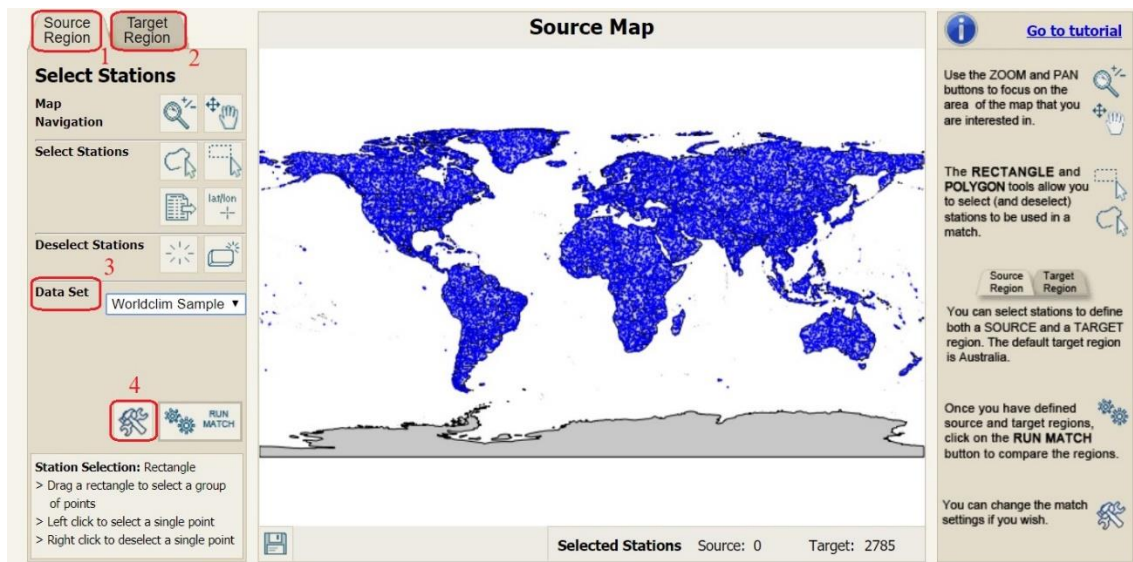 Source
Region
1
Target
Region
2
Select Stations
Map
Navigation
Select Stations
lat/lon
Deselect Stations
3
Data Set
Worldclim Sample
4
RUN
MATCH
Station Selection: Rectangle
> Drag a rectangle to select a group
of points
> Left click to select a single point
> Right click to deselect a single point
Source Map
Selected Stations Source: 0 Target: 2785
Go to tutorial
Use the ZOOM and PAN
buttons to focus on the
area of the map that you
are interested in.
The RECTANGLE and
POLYGON tools allow you
to select (and deselect)
stations to be used in a
match.
Source
Region
Target
Region
You can select stations to define
both a SOURCE and a TARGET
region. The default target region
is Australia.
Once you have defined
source and target regions,
click on the RUN MATCH
button to compare the regions.
You can change the match
settings if you wish.